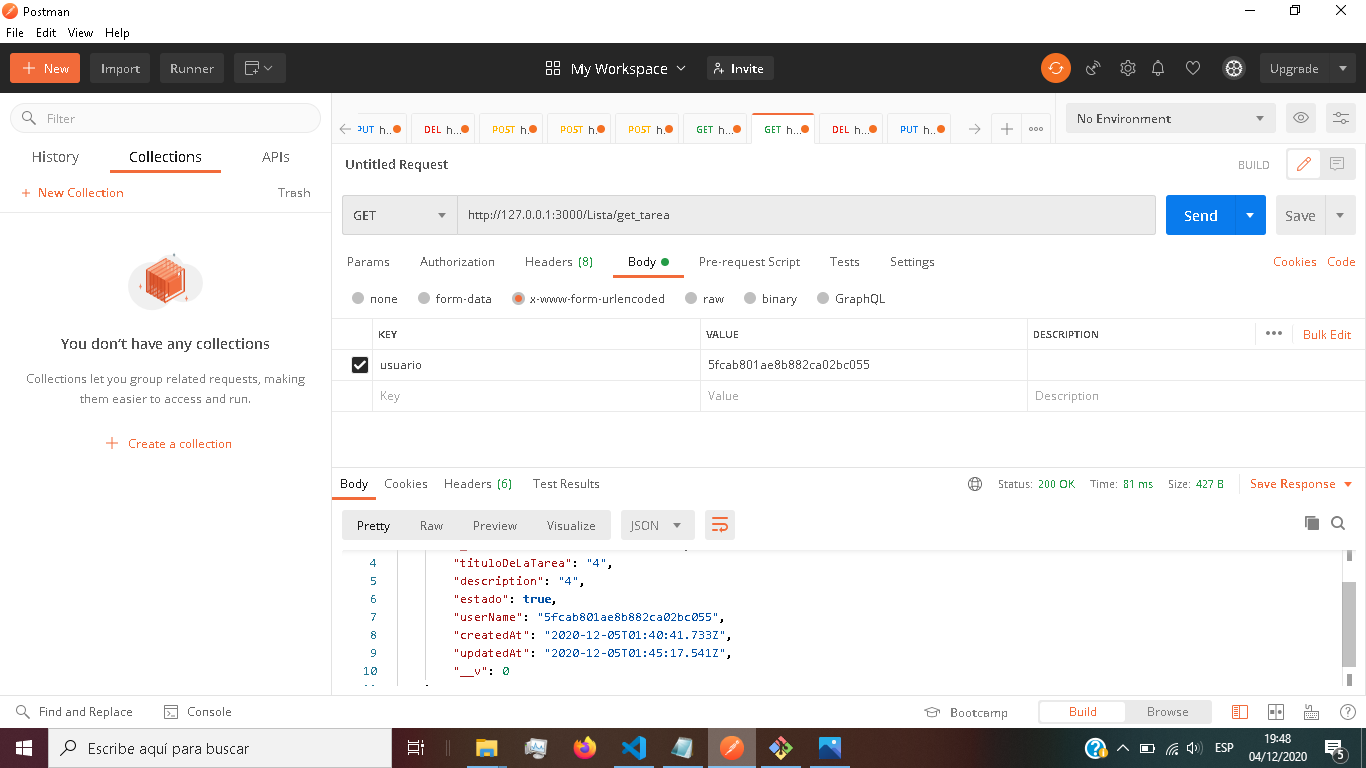 Postman
File Edit View Help
+ New Import Runner My Workspace Invite Upgrade
Filter
History Collections APIs
+ New Collection Trash
You don't have any collections
Collections let you group related requests, making
them easier to access and run.
+ Create a collection
PUT h... DEL h... POST h... POST h... POST h... GET h... GET h... DEL h... PUT h... No Environment
Untitled Request BUILD
GET http://127.0.0.1:3000/Lista/get_tarea Send Save
Params Authorization Headers (8) Body Pre-request Script Tests Settings Cookies Code
none form-data x-www-form-urlencoded raw binary GraphQL
KEY VALUE DESCRIPTION Bulk Edit
usuario 5fcab801ae8b882ca02bc055
Key Value Description
Body Cookies Headers (6) Test Results Status: 200 OK Time: 81 ms Size: 427 B Save Response
Pretty Raw Preview Visualize JSON
4 "tituloDeLaTarea": "4",
5 "description": "4",
6 "estado": true,
7 "userName": "5fcab801ae8b882ca02bc055",
8 "createdAt": "2020-12-05T01:40:41.733Z",
9 "updatedAt": "2020-12-05T01:45:17.541Z",
10 "__v": 0
Find and Replace Console Bootcamp Build Browse
Escribe aquí para buscar ESP 19:48
04/12/2020 5